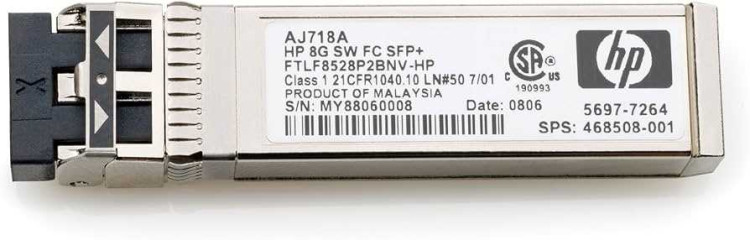 AJ718A
HP 8G SW FC SFP+
FTLF8528P2BNV-HP
Class 1 21CFR1040.10 LN#50 7/01
PRODUCT OF MALAYSIA
S/N: MY88060008 Date: 0806
SA
C US
190993
hp
5697-7264
SPS: 468508-001
X